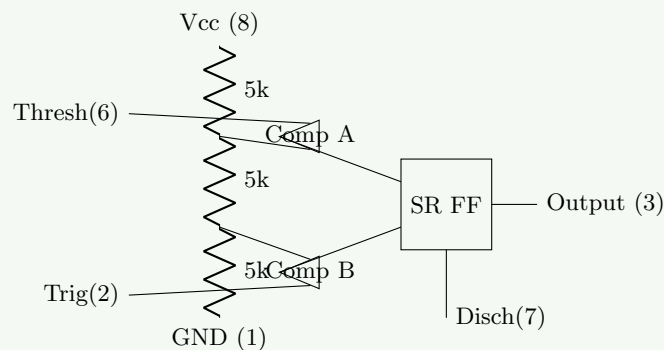 Vcc (8)
5k
Thresh(6)
Comp A
5k
SR FF
Output (3)
5k
Comp B
Trig(2)
Disch(7)
GND (1)